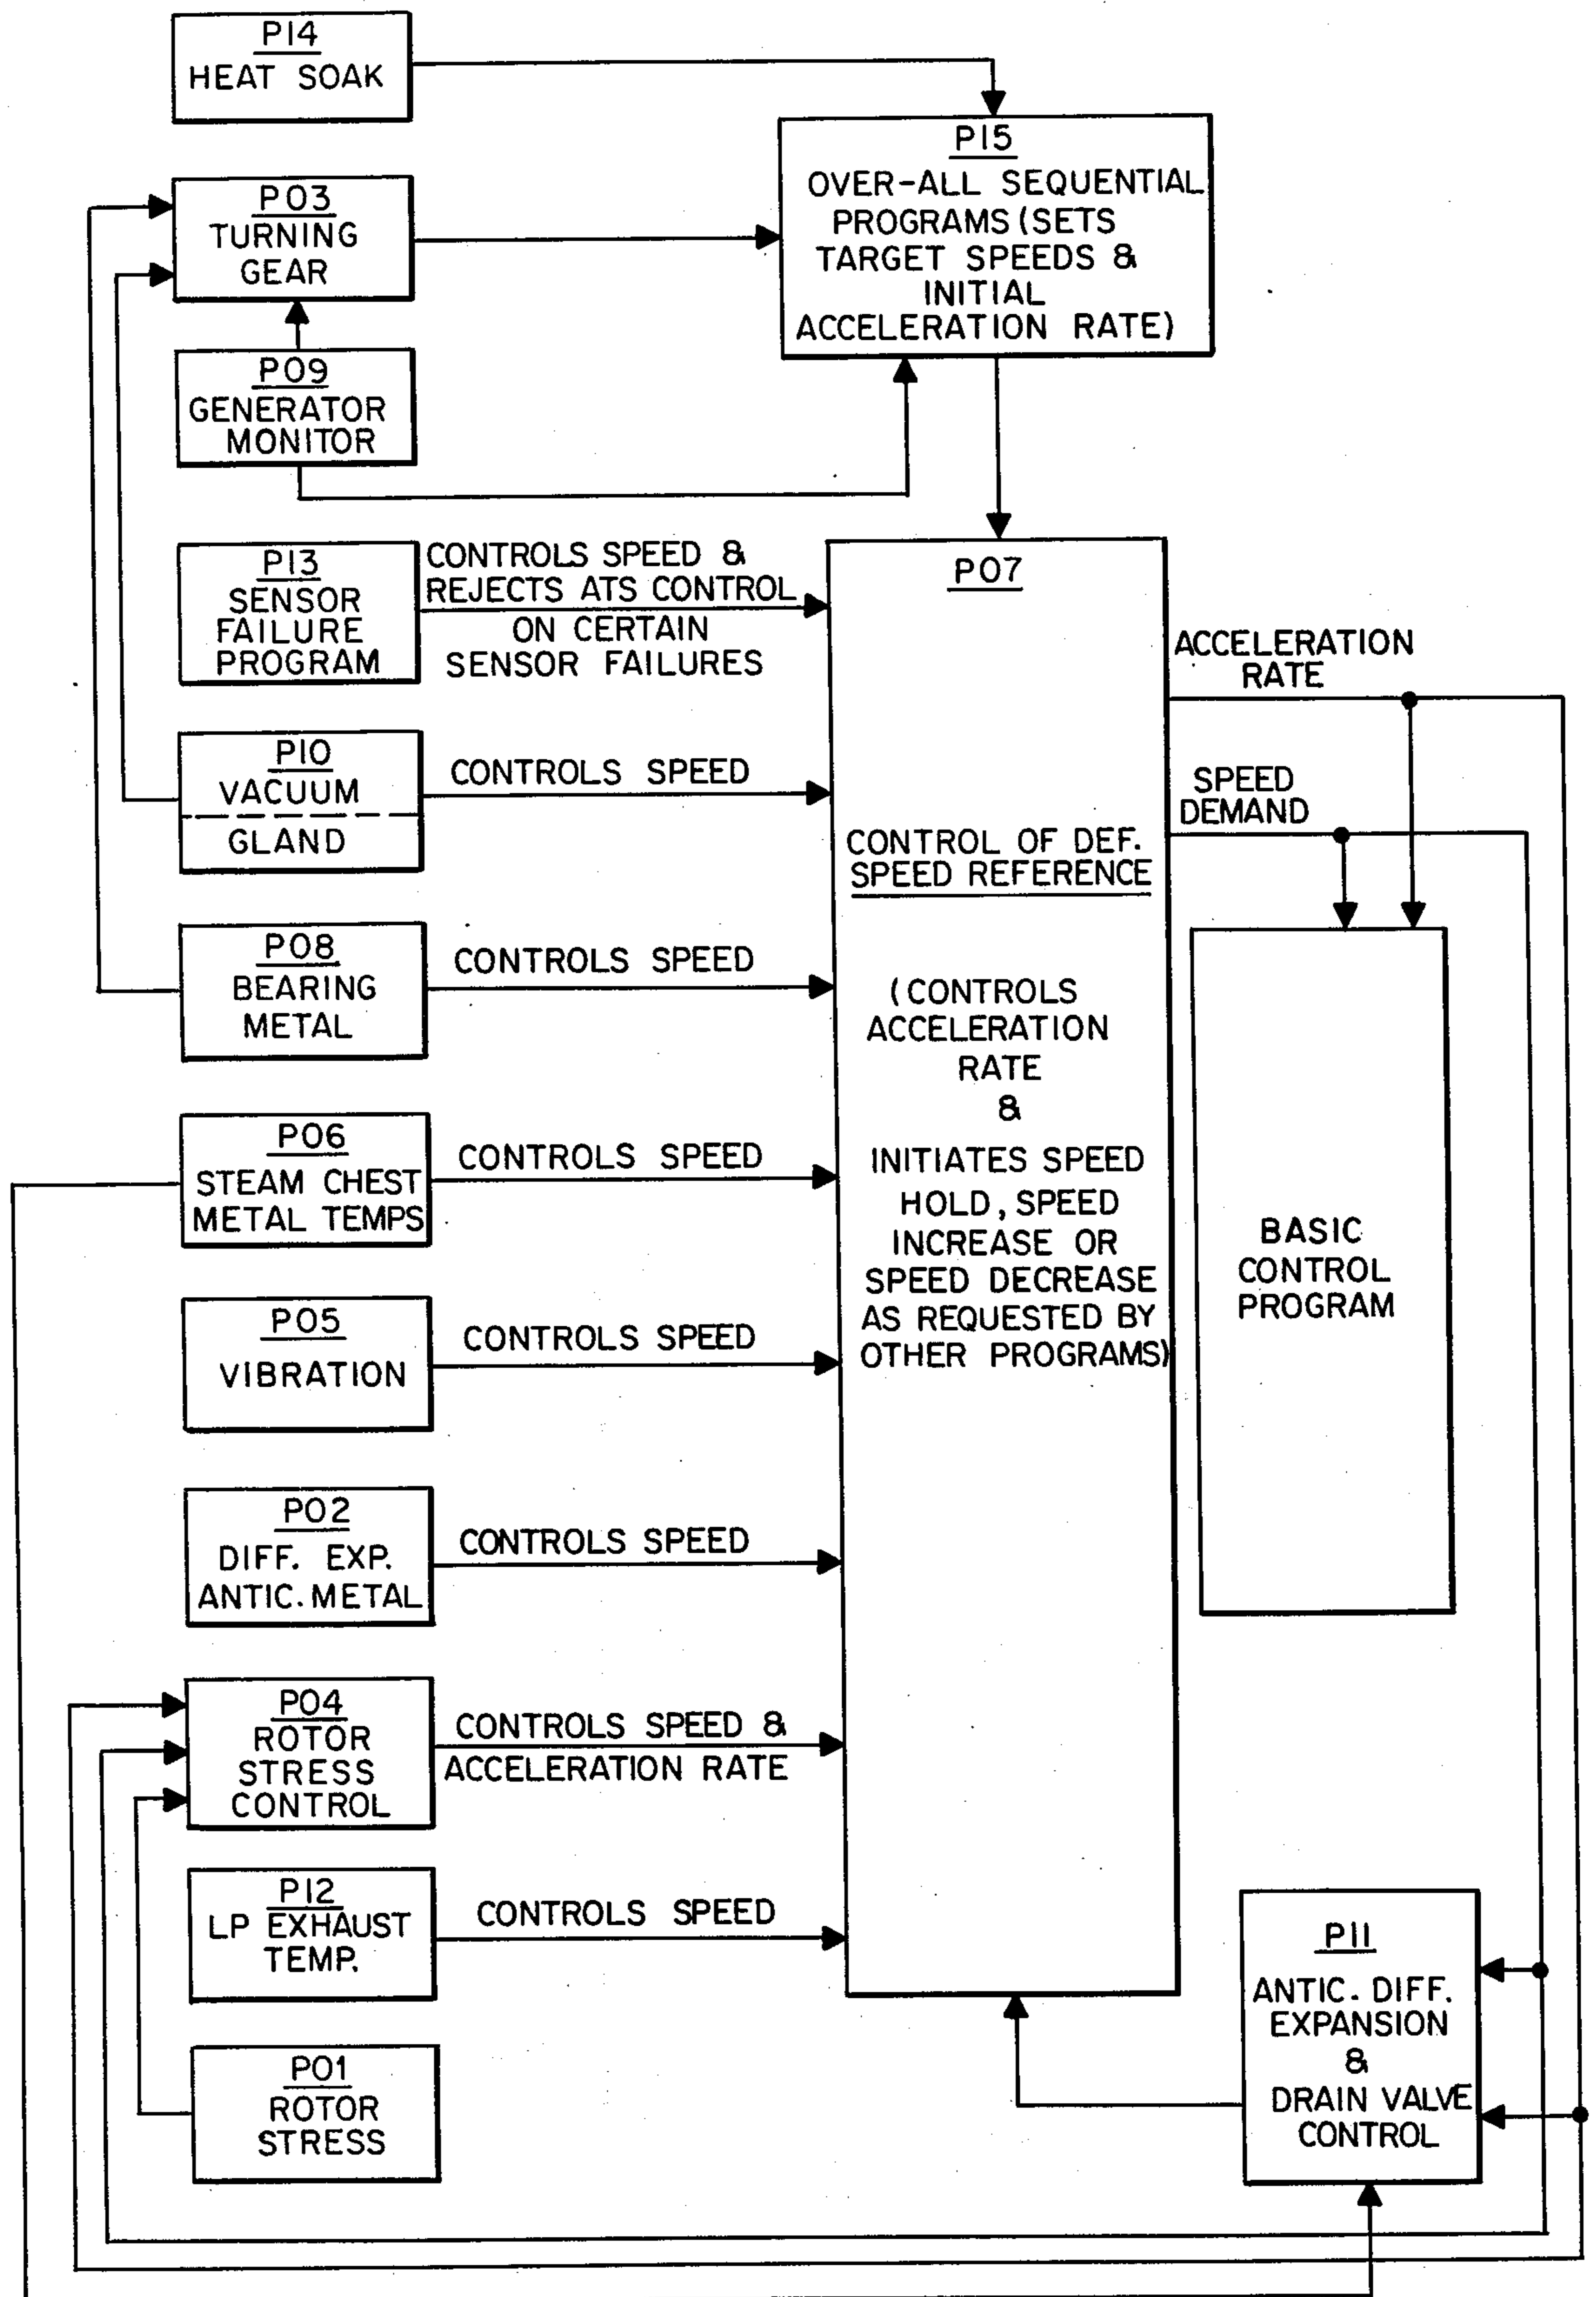 P14
HEAT SOAK
P15
OVER-ALL SEQUENTIAL
PROGRAMS (SETS
TARGET SPEEDS &
INITIAL
ACCELERATION RATE)
P03
TURNING
GEAR
P09
GENERATOR
MONITOR
P13
SENSOR
FAILURE
PROGRAM
CONTROLS SPEED &
REJECTS ATS CONTROL
ON CERTAIN
SENSOR FAILURES
P07
CONTROL OF DEF.
SPEED REFERENCE
(CONTROLS
ACCELERATION
RATE
&
INITIATES SPEED
HOLD, SPEED
INCREASE OR
SPEED DECREASE
AS REQUESTED BY
OTHER PROGRAMS)
ACCELERATION
RATE
SPEED
DEMAND
P10
VACUUM
GLAND
CONTROLS SPEED
P08
BEARING
METAL
CONTROLS SPEED
P06
STEAM CHEST
METAL TEMPS
CONTROLS SPEED
BASIC
CONTROL
PROGRAM
P05
VIBRATION
CONTROLS SPEED
P02
DIFF. EXP.
ANTIC. METAL
CONTROLS SPEED
P04
ROTOR
STRESS
CONTROL
CONTROLS SPEED &
ACCELERATION RATE
P12
LP EXHAUST
TEMP.
CONTROLS SPEED
P11
ANTIC. DIFF.
EXPANSION
&
DRAIN VALVE
CONTROL
P01
ROTOR
STRESS